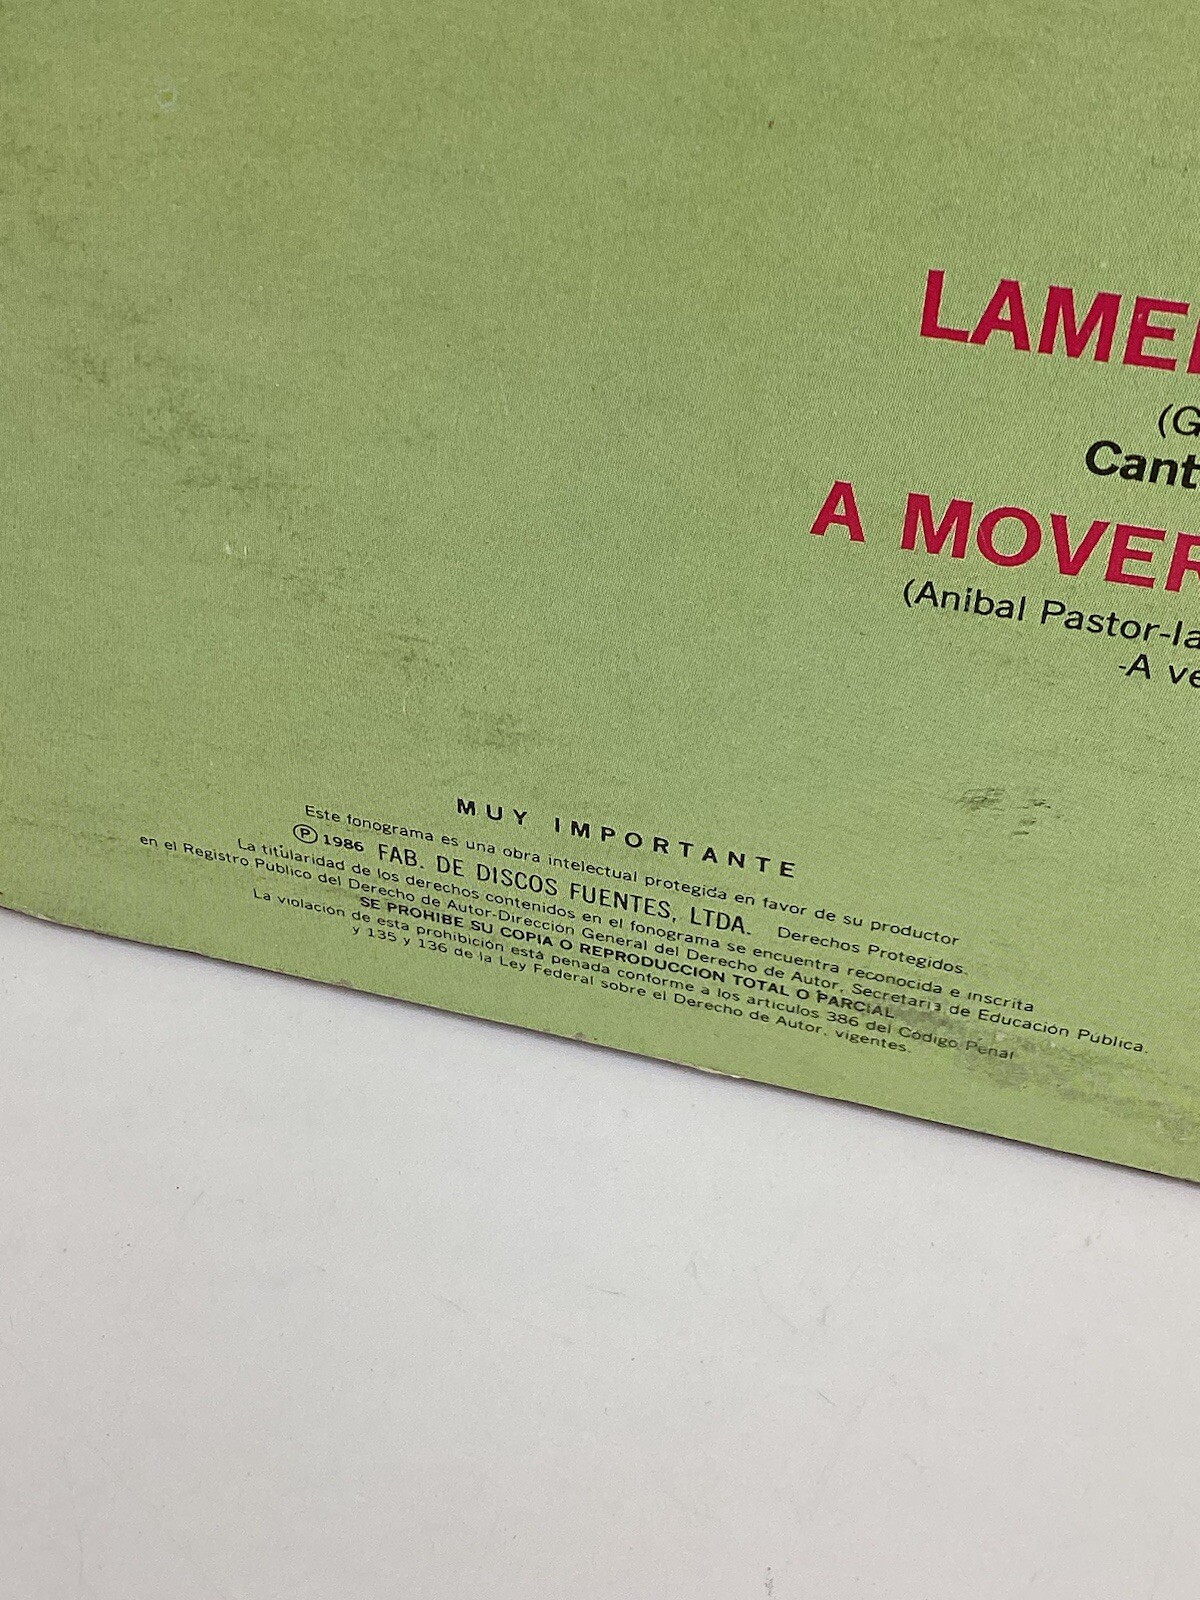 LAME
(G
Cant
A MOVER
(Anibal Pastor-la
-A ve
MUY IMPORTANTE
Este fonograma es una obra intelectual protegida en favor de su productor
Ⓟ 1986 FAB. DE DISCOS FUENTES, LTDA. Derechos Protegidos.
La titularidad de los derechos contenidos en el fonograma se encuentra reconocida e inscrita
en el Registro Público del Derecho de Autor-Dirección General del Derecho de Autor, Secretaria de Educación Pública.
SE PROHIBE SU COPIA O REPRODUCCION TOTAL O PARCIAL
La violación de esta prohibición está penada conforme a los articulos 386 del Código Penal
y 135 y 136 de la Ley Federal sobre el Derecho de Autor, vigentes.